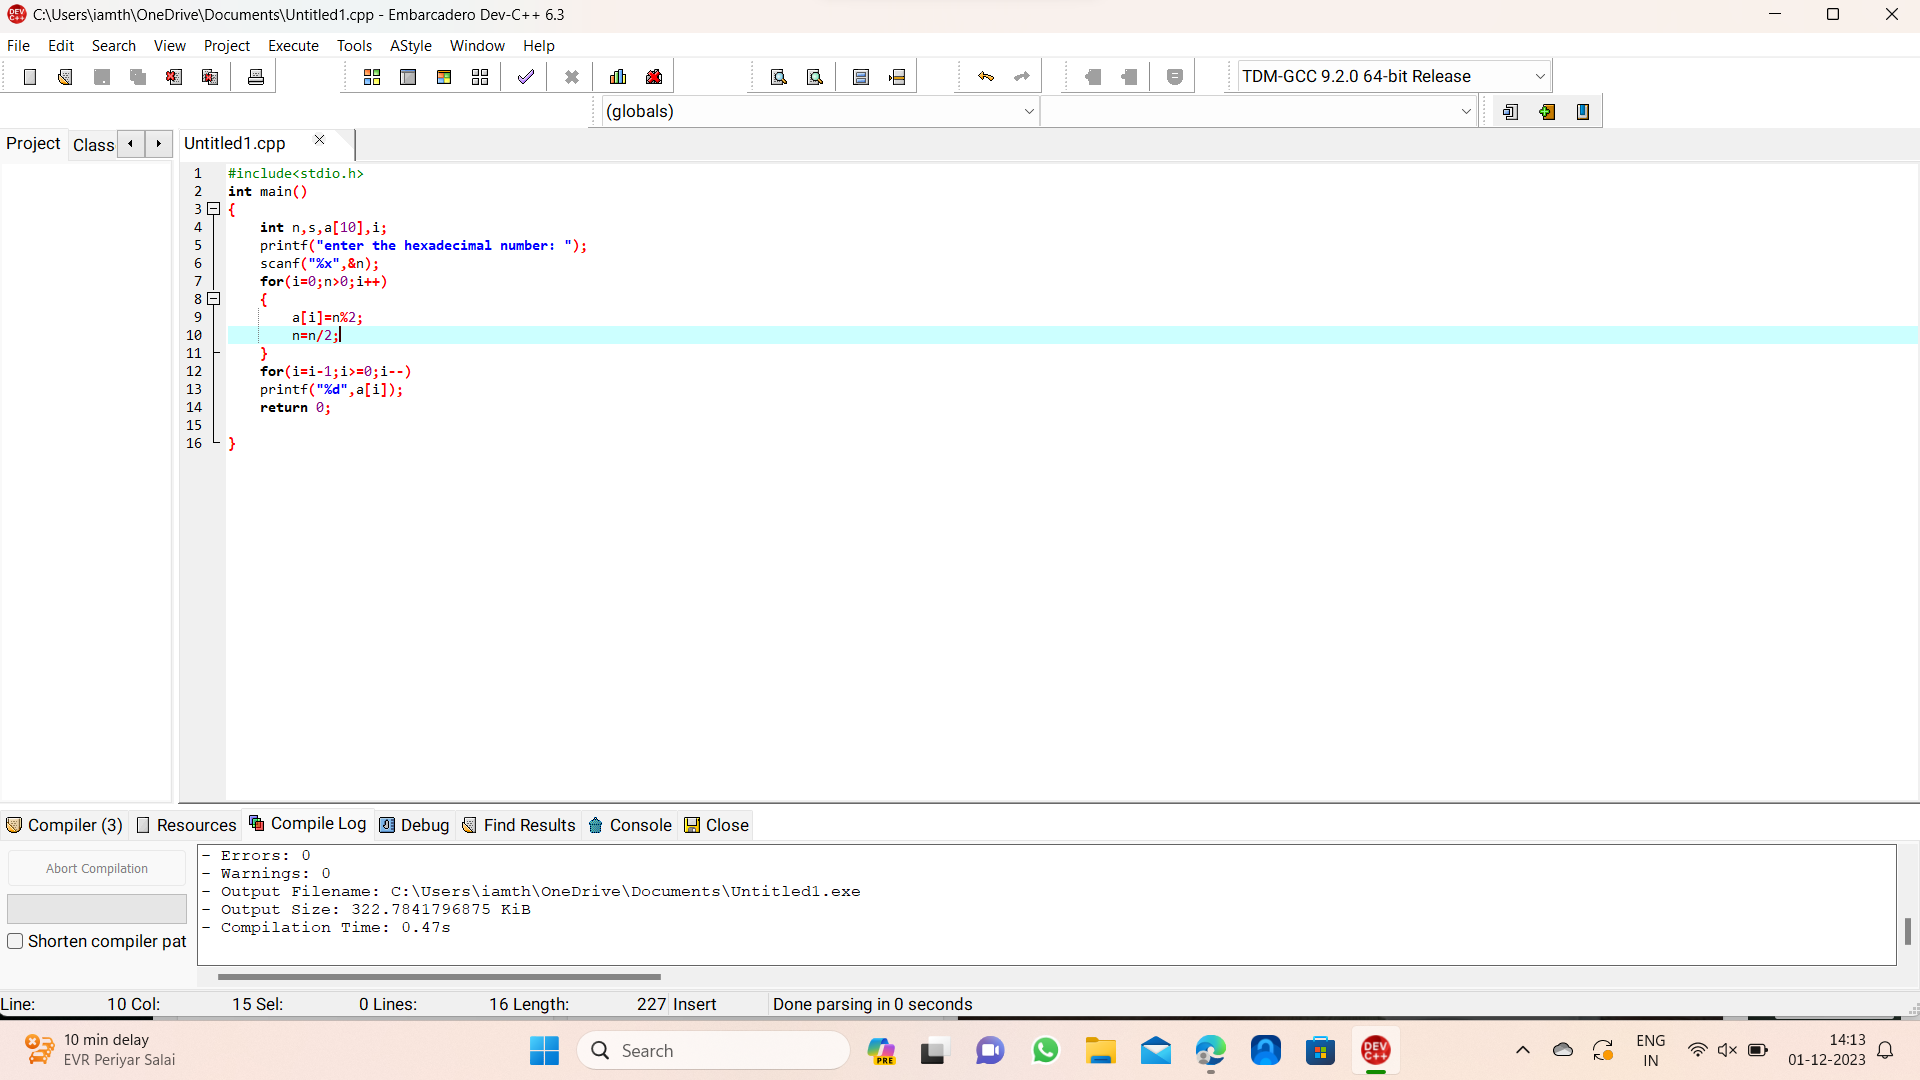 C:\Users\iamth\OneDrive\Documents\Untitled1.cpp - Embarcadero Dev-C++ 6.3
File Edit Search View Project Execute Tools AStyle Window Help
TDM-GCC 9.2.0 64-bit Release
(globals)
Project Class Untitled1.cpp
1 #include<stdio.h>
2 int main()
3 {
4 int n,s,a[10],i;
5 printf("enter the hexadecimal number: ");
6 scanf("%x",&n);
7 for(i=0;n>0;i++)
8 {
9 a[i]=n%2;
10 n=n/2;
11 }
12 for(i=i-1;i>=0;i--)
13 printf("%d",a[i]);
14 return 0;
15
16 }
Compiler (3) Resources Compile Log Debug Find Results Console Close
Abort Compilation
Shorten compiler pat
- Errors: 0
- Warnings: 0
- Output Filename: C:\Users\iamth\OneDrive\Documents\Untitled1.exe
- Output Size: 322.7841796875 KiB
- Compilation Time: 0.47s
Line: 10 Col: 15 Sel: 0 Lines: 16 Length: 227 Insert Done parsing in 0 seconds
10 min delay
EVR Periyar Salai
Search
PRE
DEV
C++
ENG
IN
14:13
01-12-2023